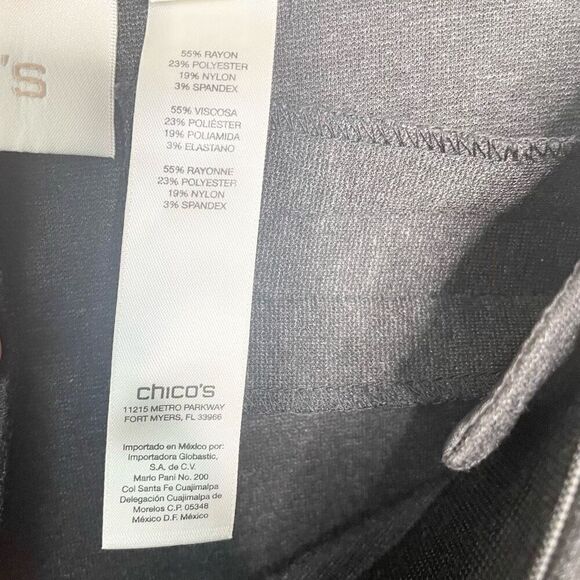 'S
55% RAYON
23% POLYESTER
19% NYLON
3% SPANDEX
55% VISCOSA
23% POLIÉSTER
19% POLIAMIDA
3% ELASTANO
55% RAYONNE
23% POLYESTER
19% NYLON
3% SPANDEX
chico's
11215 METRO PARKWAY
FORT MYERS, FL 33966
Importado en México por:
Importadora Globastic,
S.A. de C.V.
Mario Pani No. 200
Col Santa Fe Cuajimalpa
Delegación Cuajimalpa de
Morelos C.P. 05348
México D.F. México